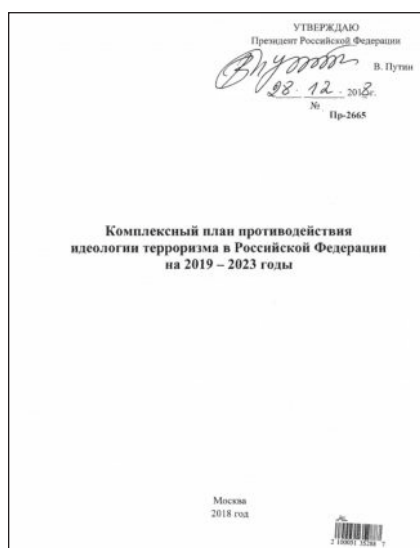 УТВЕРЖДАЮ
Президент Российской Федерации
В. Путин
28. 12. 2018г.
№
Пр-2665
Комплексный план противодействия
идеологии терроризма в Российской Федерации
на 2019 – 2023 годы
Москва
2018 год